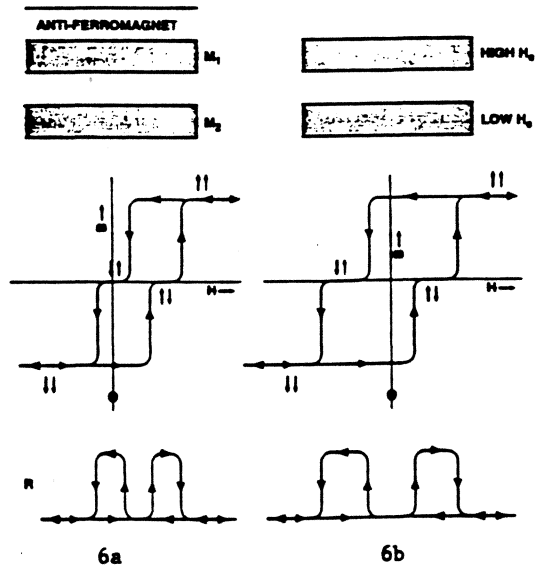 ANTI-FERROMAGNET
M₁
HIGH Hc
M₂
LOW Hc
↑↑
↑↑
B
B
↓↑
↓↑
H→
↑↓
H→
↑↓
↓↓
↓↓
R
6a
6b